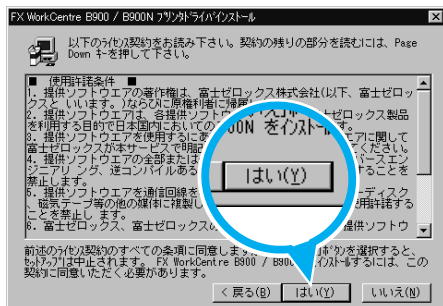 FX WorkCentre B900 / B900N プリンタドライバインストール
以下のライセンス契約をお読み下さい。契約の残りの部分を読むには、Page
Down キーを押して下さい。
■ 使用許諾条件 ■
1. 提供ソフトウエアの著作権は、富士ゼロックス株式会社(以下、富士ゼロッ
クスと いいます。)ならびに原権利者に帰属
2. 提供ソフトウエアは、各提供ソフトウ ゼロックス製品
を利用する目的で日本国内においての 00N をインストール す。
3. 提供ソフトウエアを使用するにあ エアに関して
富士ゼロックスが本サービスで明記 ください。
4. 提供ソフトウエアの全部または バースエン
ジニアリング、逆コンパイルある ることを
禁止します。
5. 提供ソフトウエアを通信回線を ーディスク
、磁気テープ等の他の媒体に複製し 使用許諾する
ことを禁止し ます。
6. 富士ゼロックス、富士ゼロックスの 提供ソフトウ
はい(Y)
前述のライセンス契約のすべての条項に同意しま ボタンを選択すると、
セットアップは中止されます。 FX WorkCentre B900 / B900 インストールするには、この
契約に同意いただく必要があります。
< 戻る(B) はい(Y) いいえ(N)